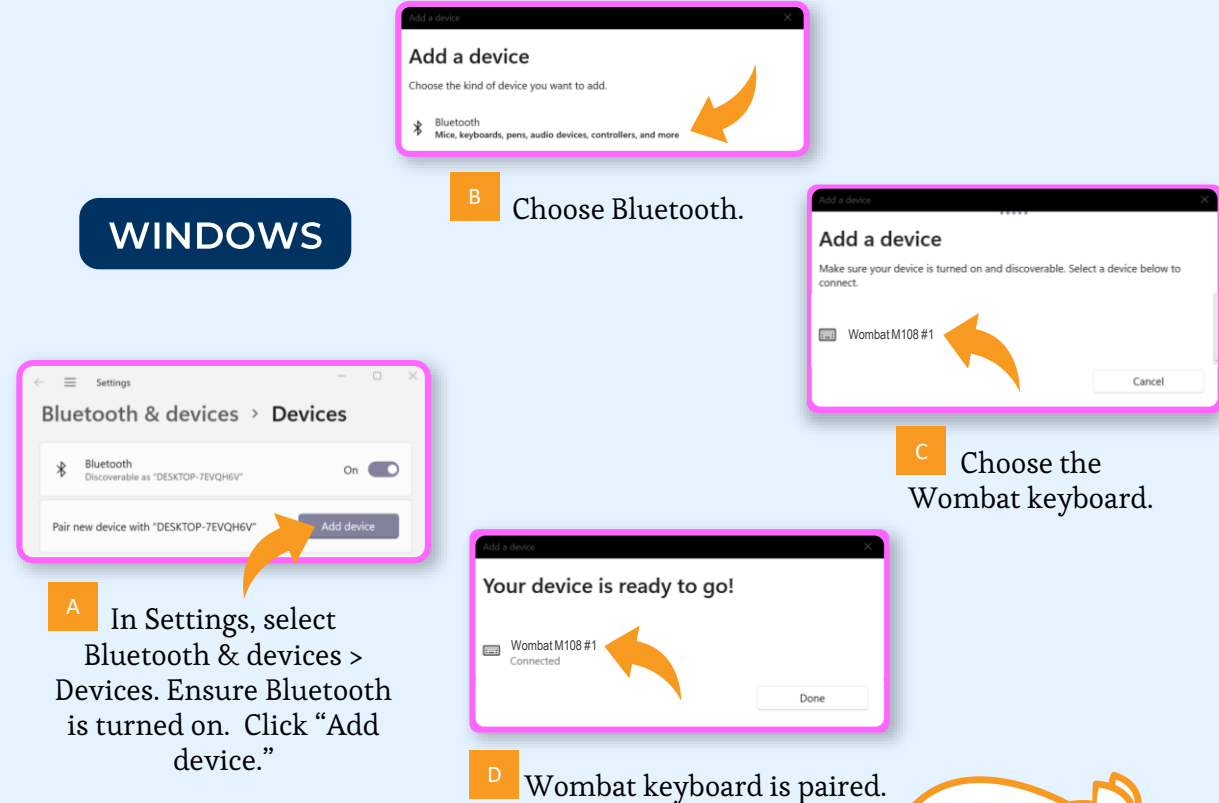 Add a device
Add a device
Choose the kind of device you want to add.
Bluetooth
Mice, keyboards, pens, audio devices, controllers, and more
B
Choose Bluetooth.
WINDOWS
Add a device
Add a device
Make sure your device is turned on and discoverable. Select a device below to
connect.
Wombat M108 #1
Cancel
C
Choose the
Wombat keyboard.
Settings
Bluetooth & devices > Devices
Bluetooth
Discoverable as "DESKTOP-7EVQH6V"
On
Pair new device with "DESKTOP-7EVQH6V"
Add device
A
In Settings, select
Bluetooth & devices >
Devices. Ensure Bluetooth
is turned on.  Click “Add
device.”
Add a device
Your device is ready to go!
Wombat M108 #1
Connected
Done
D
Wombat keyboard is paired.